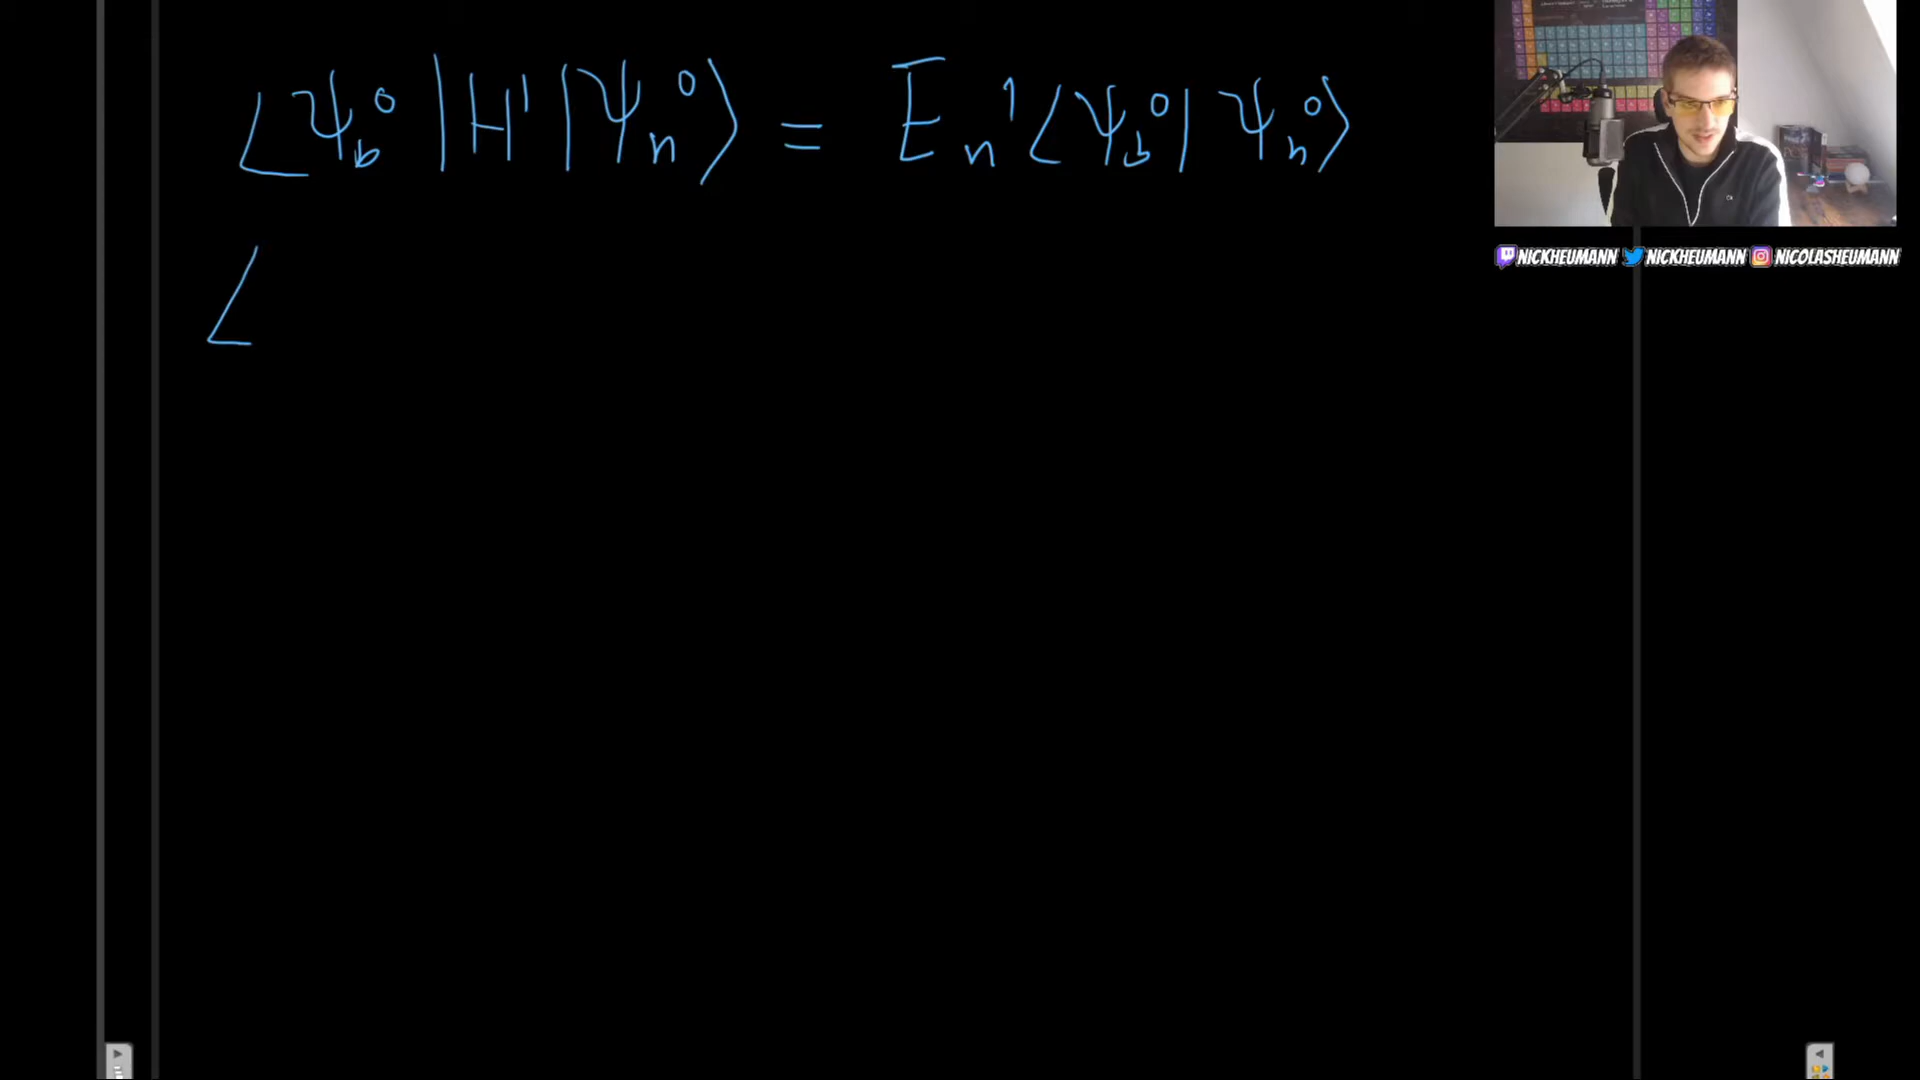 ⟨ψ_b^0|H'|ψ_n^0⟩ = E_n^1⟨ψ_b^0|ψ_n^0⟩
⟨
NICKHEUMANN NICKHEUMANN NICOLASHEUMANN